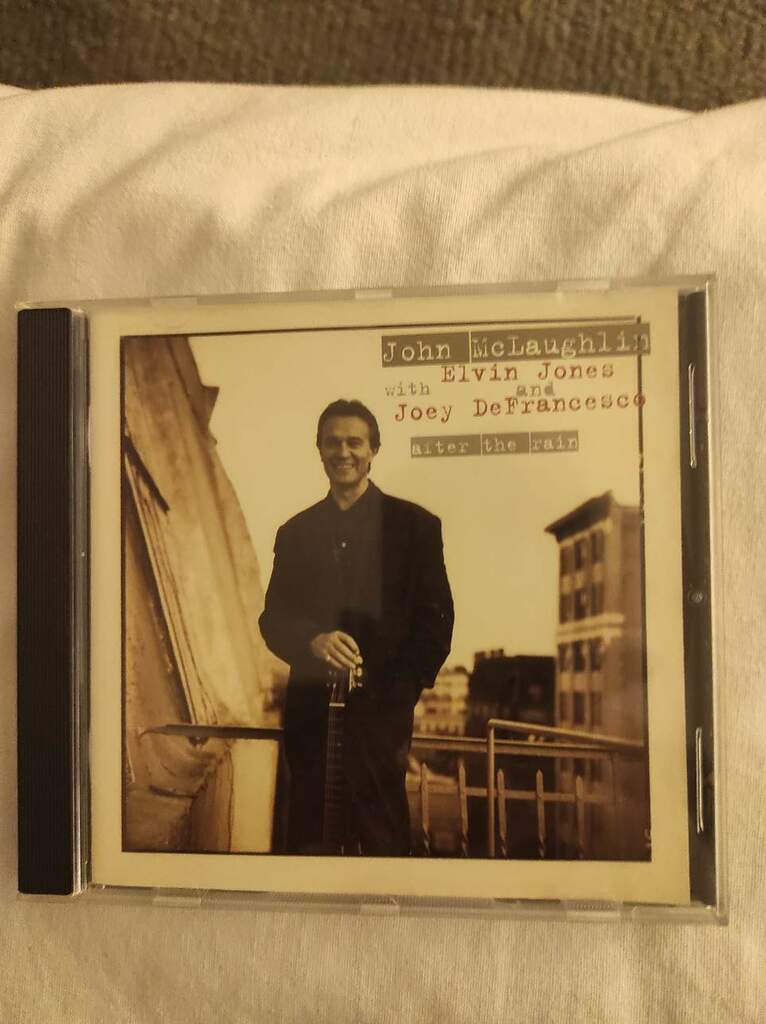 John McLaughlin
Elvin Jones
with and
Joey DeFrancesco
after the rain